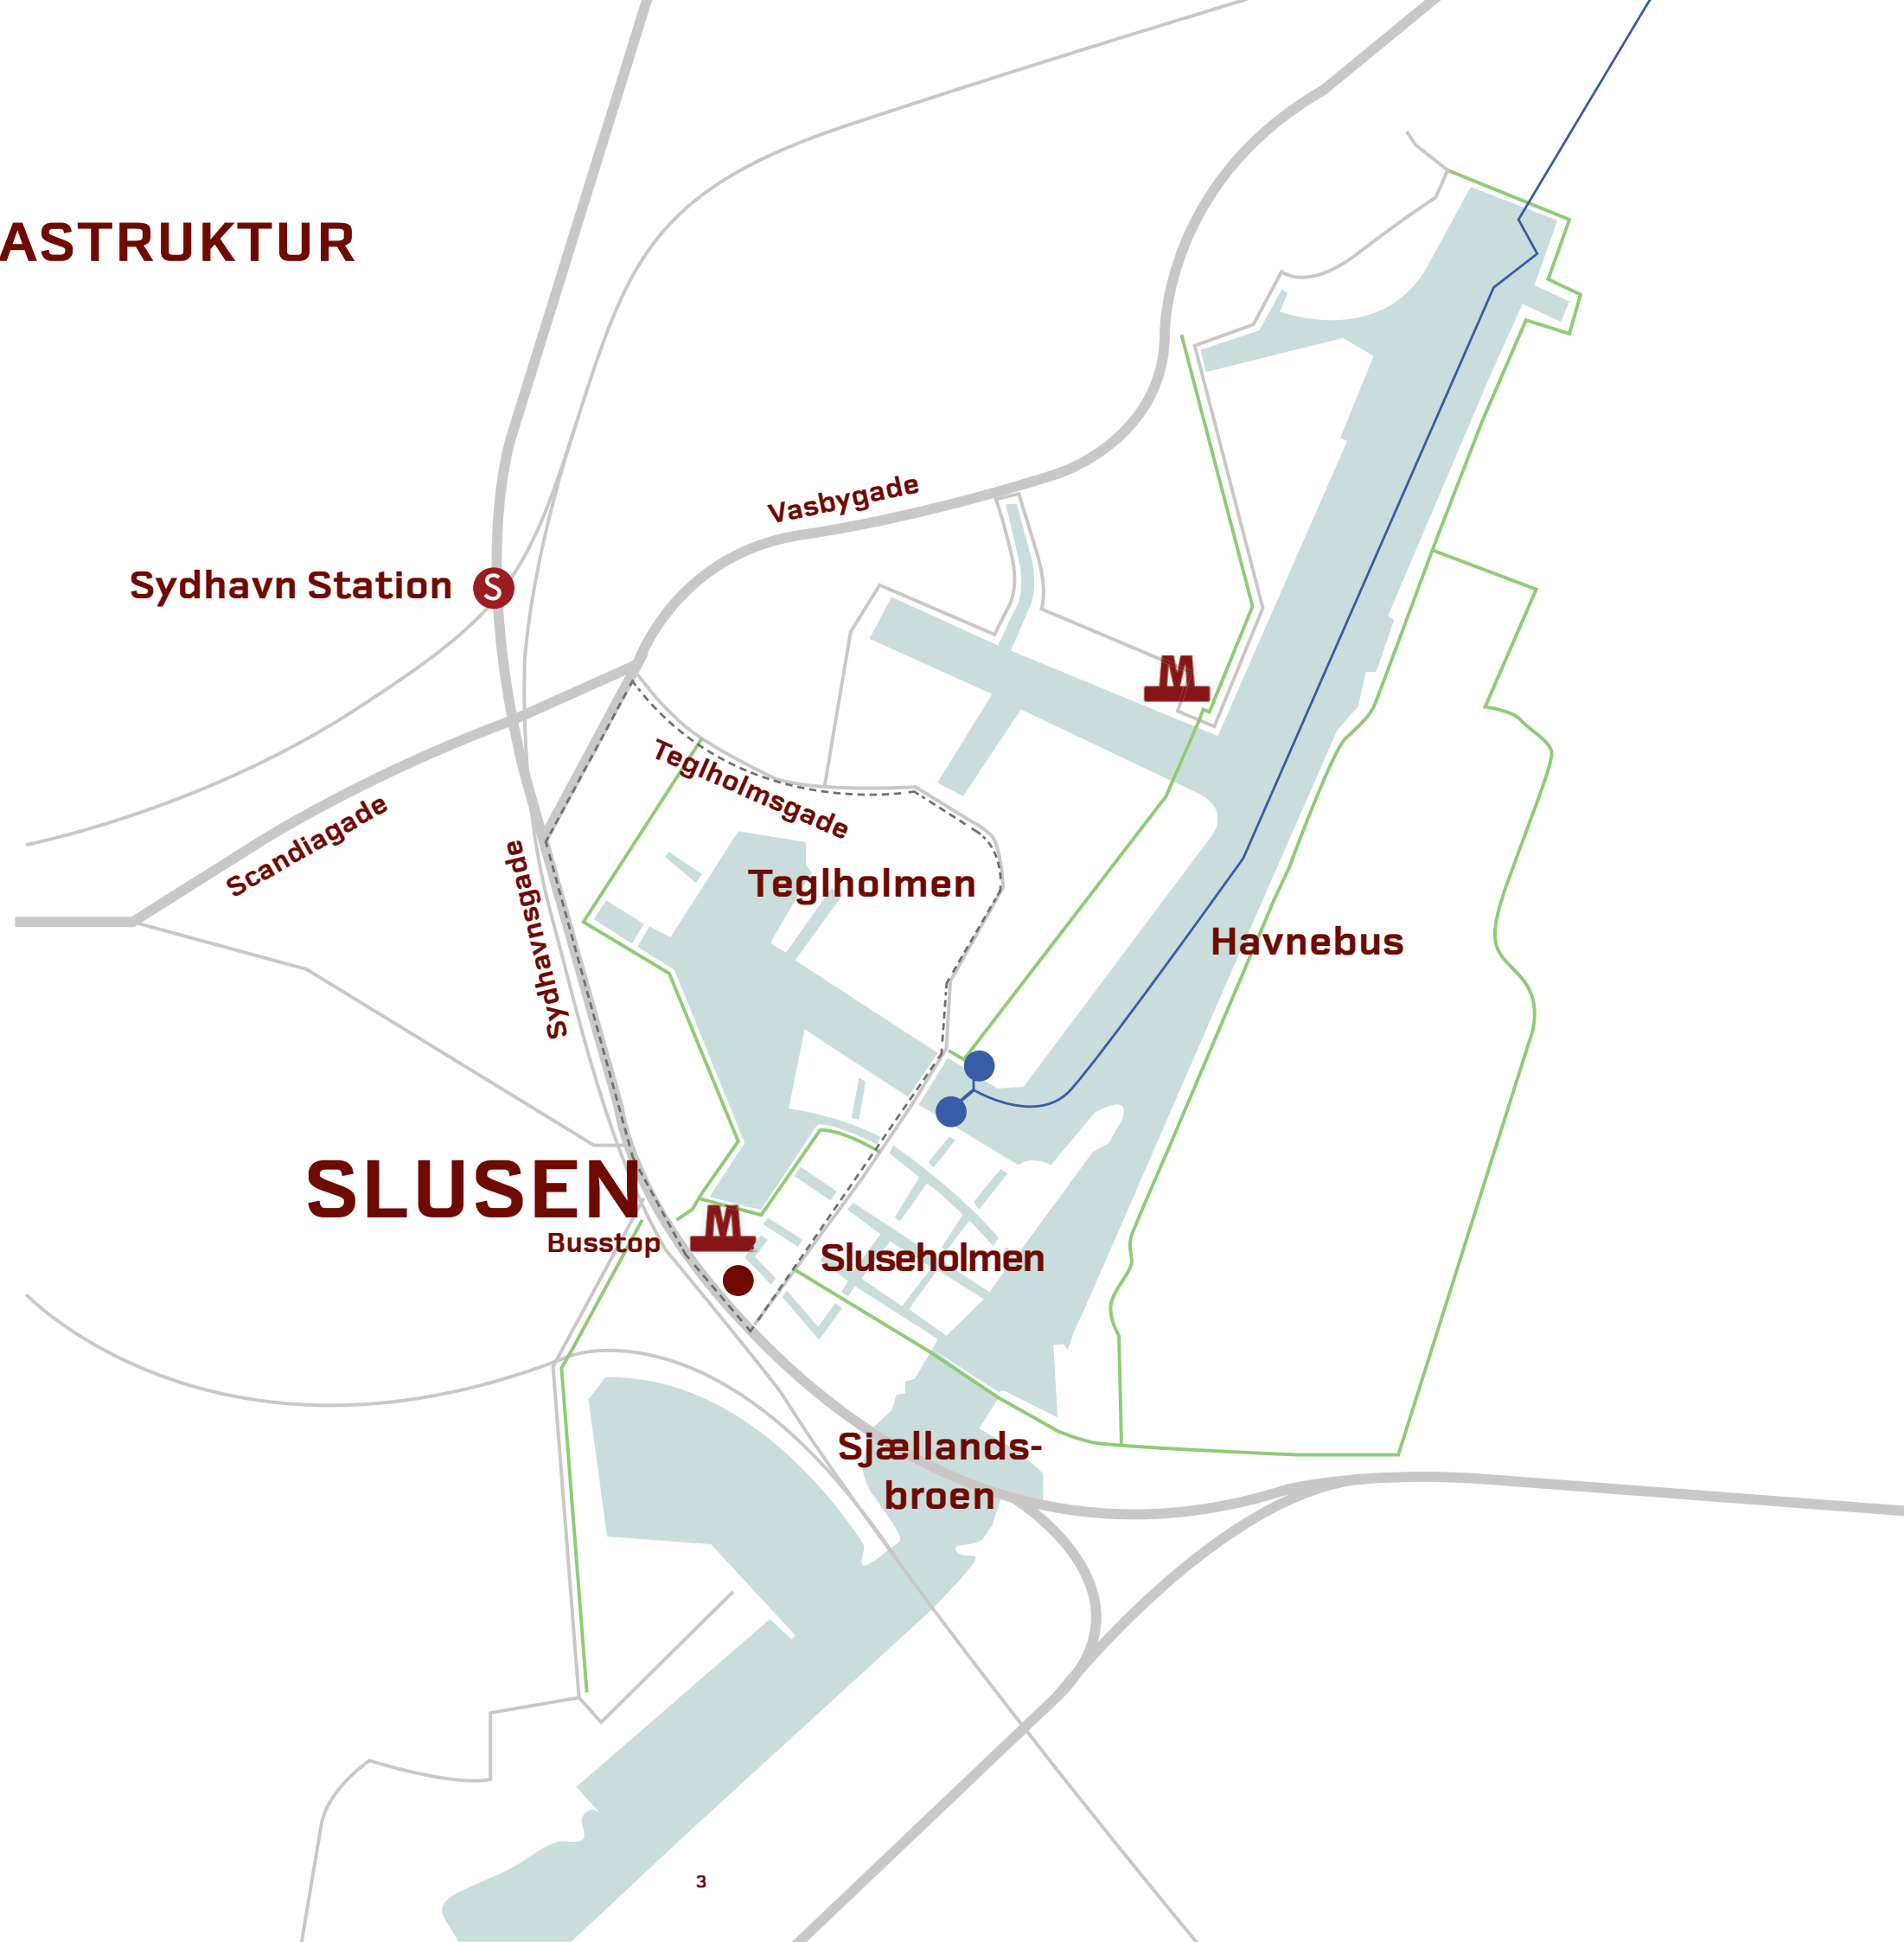 ASTRUKTUR
Vasbygade
Sydhavn Station
S
M
Teglholmsgade
Scandiagade
Teglholmen
Sydhavnsgade
Havnebus
SLUSEN
M
Busstop
Sluseholmen
Sjællands-
broen
3